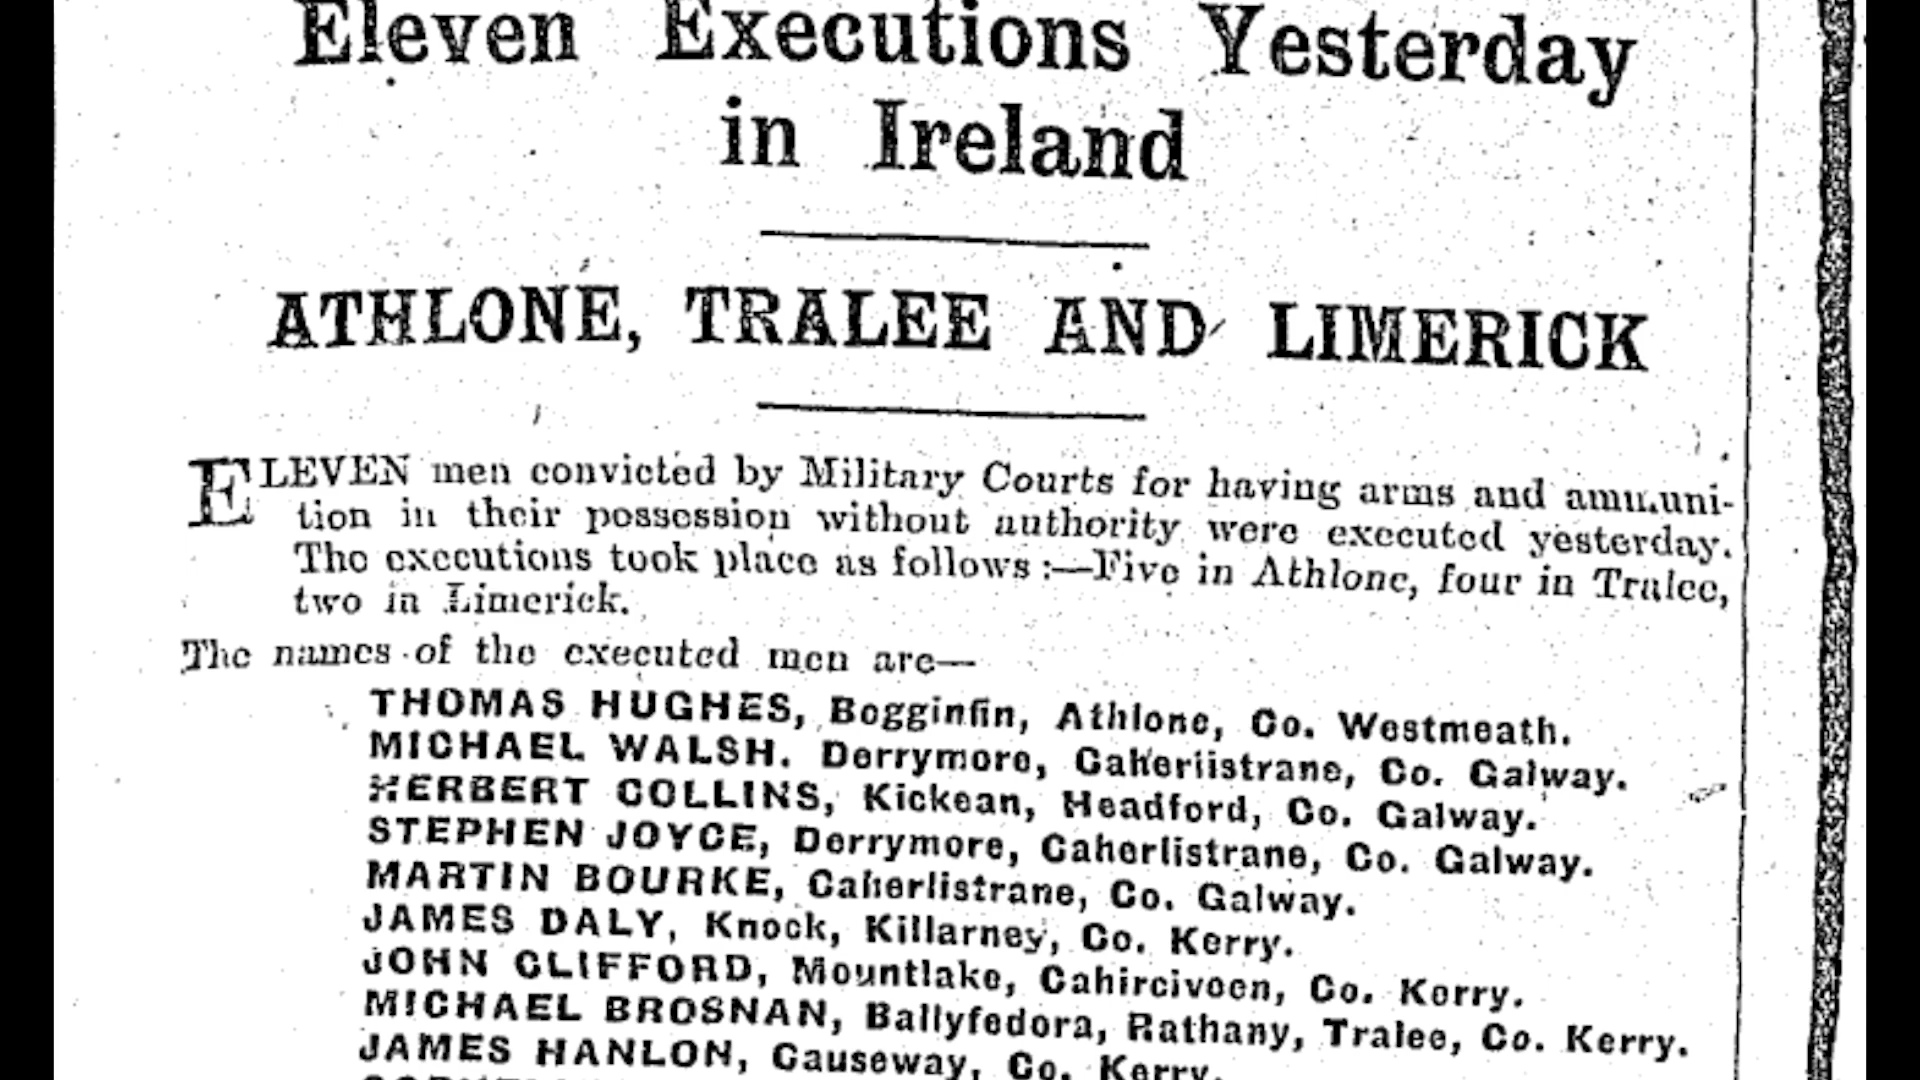 Eleven Executions Yesterday
in Ireland
ATHLONE, TRALEE AND LIMERICK
ELEVEN men convicted by Military Courts for having arms and ammuni-
tion in their possession without authority were executed yesterday.
The executions took place as follows:—Five in Athlone, four in Tralee,
two in Limerick.
The names of the executed men are—
THOMAS HUGHES, Bogginfin, Athlone, Co. Westmeath.
MICHAEL WALSH. Derrymore, Caherlistrane, Co. Galway.
HERBERT COLLINS, Kickean, Headford, Co. Galway.
STEPHEN JOYCE, Derrymore, Caherlistrane, Co. Galway.
MARTIN BOURKE, Caherlistrane, Co. Galway.
JAMES DALY, Knock, Killarney, Co. Kerry.
JOHN CLIFFORD, Mountlake, Cahirciveen, Co. Kerry.
MICHAEL BROSNAN, Ballyfedora, Rathany, Tralee, Co. Kerry.
JAMES HANLON, Causeway, Co. Kerry.